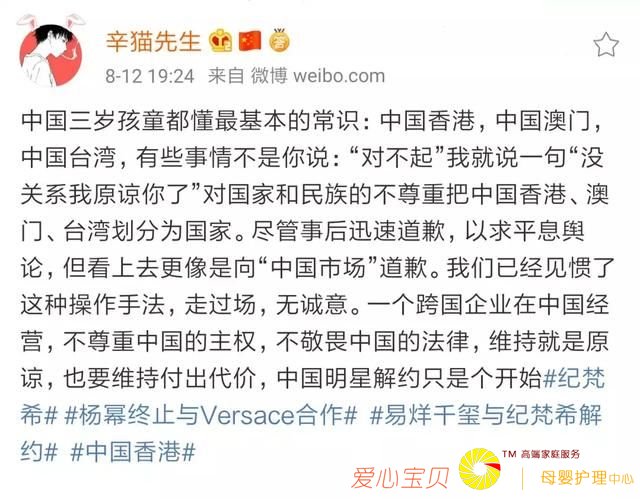 辛猫先生
8-12 19:24 来自 微博 weibo.com
中国三岁孩童都懂最基本的常识：中国香港，中国澳门，
中国台湾，有些事情不是你说：“对不起”我就说一句“没
关系我原谅你了”对国家和民族的不尊重把中国香港、澳
门、台湾划分为国家。尽管事后迅速道歉，以求平息舆
论，但看上去更像是向“中国市场”道歉。我们已经见惯了
这种操作手法，走过场，无诚意。一个跨国企业在中国经
营，不尊重中国的主权，不敬畏中国的法律，维持就是原
谅，也要维持付出代价，中国明星解约只是个开始#纪梵
希# #杨幂终止与Versace合作# #易烊千玺与纪梵希解
约# #中国香港#
爱心宝贝
TM 高端家庭服务
母婴护理中心